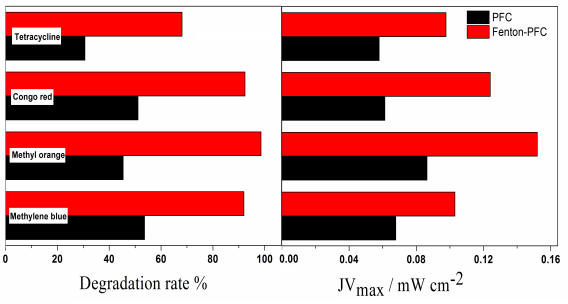 PFC
Fenton-PFC
Tetracycline
Congo red
Methyl orange
Methylene blue
0 20 40 60 80 100 0.00 0.04 0.08 0.12 0.16
Degradation rate % JVmax / mW cm-2